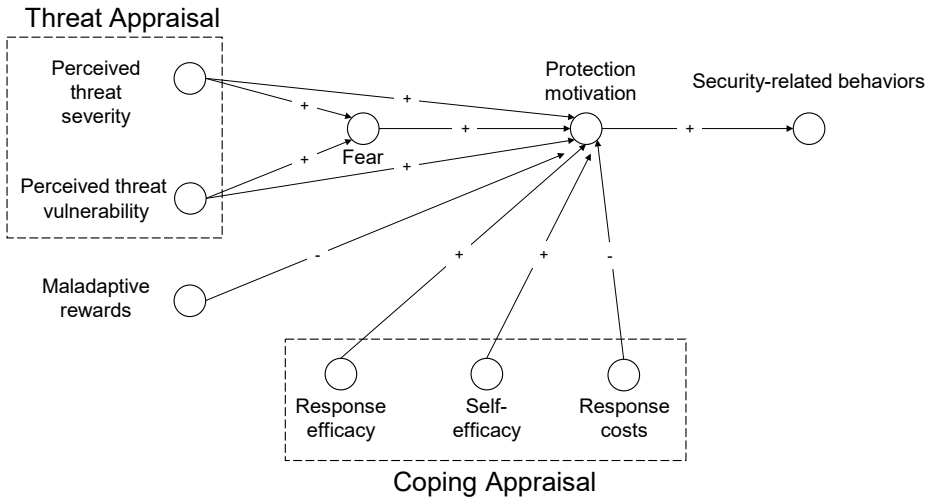 Threat Appraisal
Perceived
threat
severity
Protection
motivation
Security-related behaviors
+
+
+
+
Fear
+
+
Perceived threat
vulnerability
-
+
+
-
Maladaptive
rewards
Response
efficacy
Self-
efficacy
Response
costs
Coping Appraisal